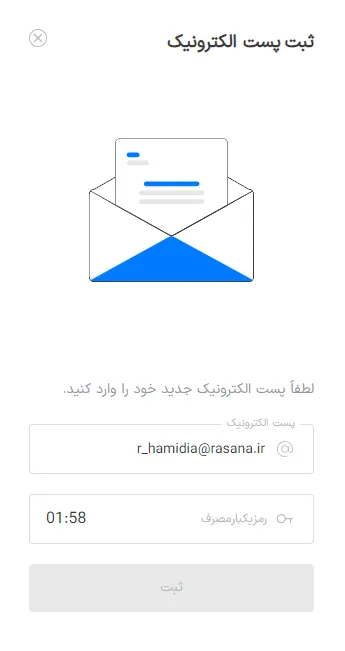 ثبت پست الکترونیک
لطفاً پست الکترونیک جدید خود را وارد کنید.
پست الکترونیک
r_hamidia@rasana.ir
رمزیکبارمصرف 01:58
ثبت